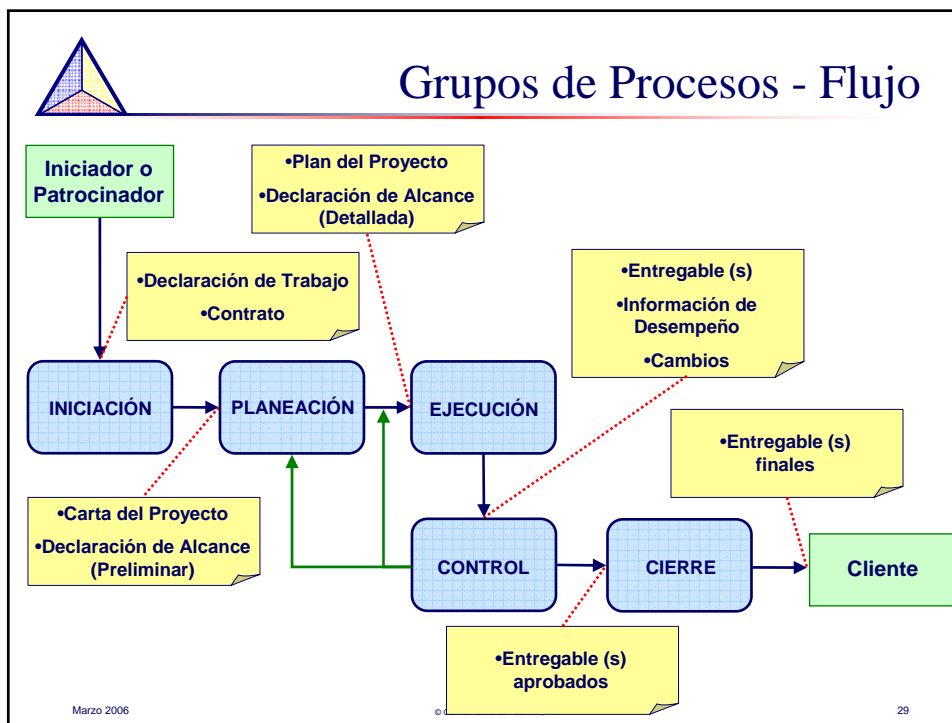 Grupos de Procesos - Flujo
Iniciador o
Patrocinador
•Plan del Proyecto
•Declaración de Alcance
(Detallada)
•Declaración de Trabajo
•Contrato
•Entregable (s)
•Información de
Desempeño
•Cambios
INICIACIÓN
PLANEACIÓN
EJECUCIÓN
•Entregable (s)
finales
•Carta del Proyecto
•Declaración de Alcance
(Preliminar)
CONTROL
CIERRE
Cliente
•Entregable (s)
aprobados
Marzo 2006
©
29